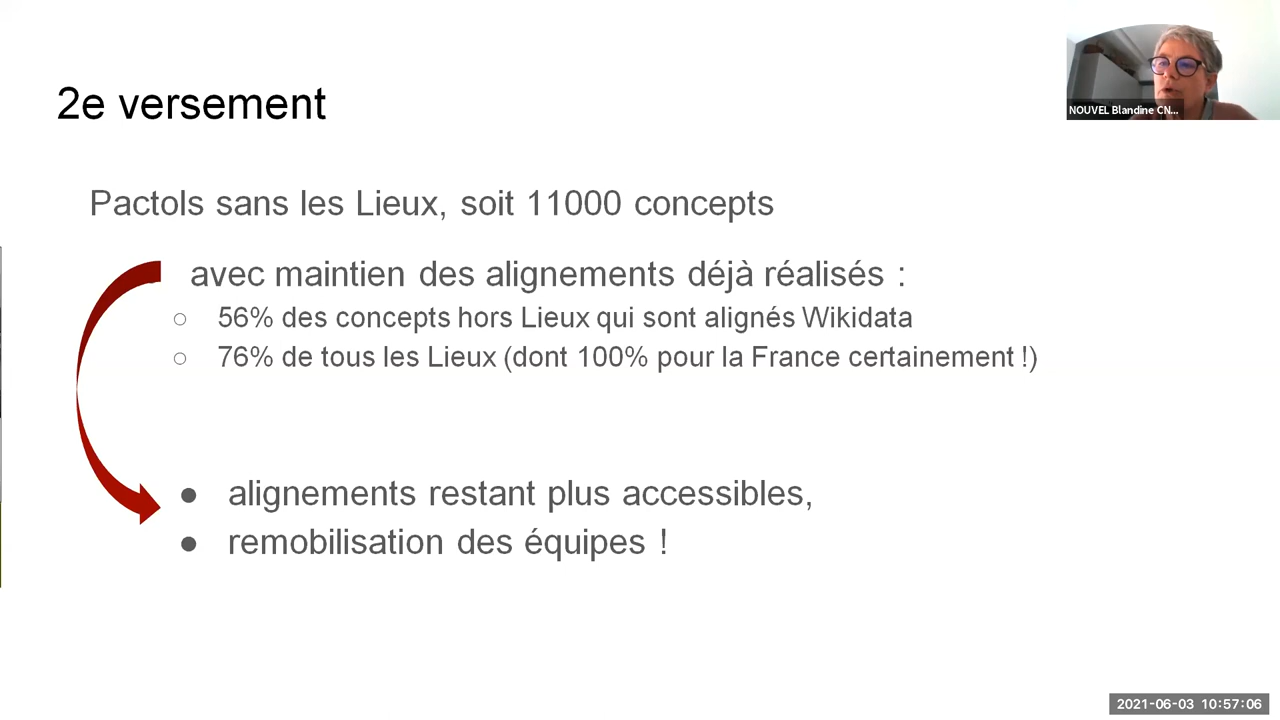 2e versement
NOUVEL Blandine CN...
Pactols sans les Lieux, soit 11000 concepts
avec maintien des alignements déjà réalisés :
○ 56% des concepts hors Lieux qui sont alignés Wikidata
○ 76% de tous les Lieux (dont 100% pour la France certainement !)
● alignements restant plus accessibles,
● remobilisation des équipes !
2021-06-03 10:57:06